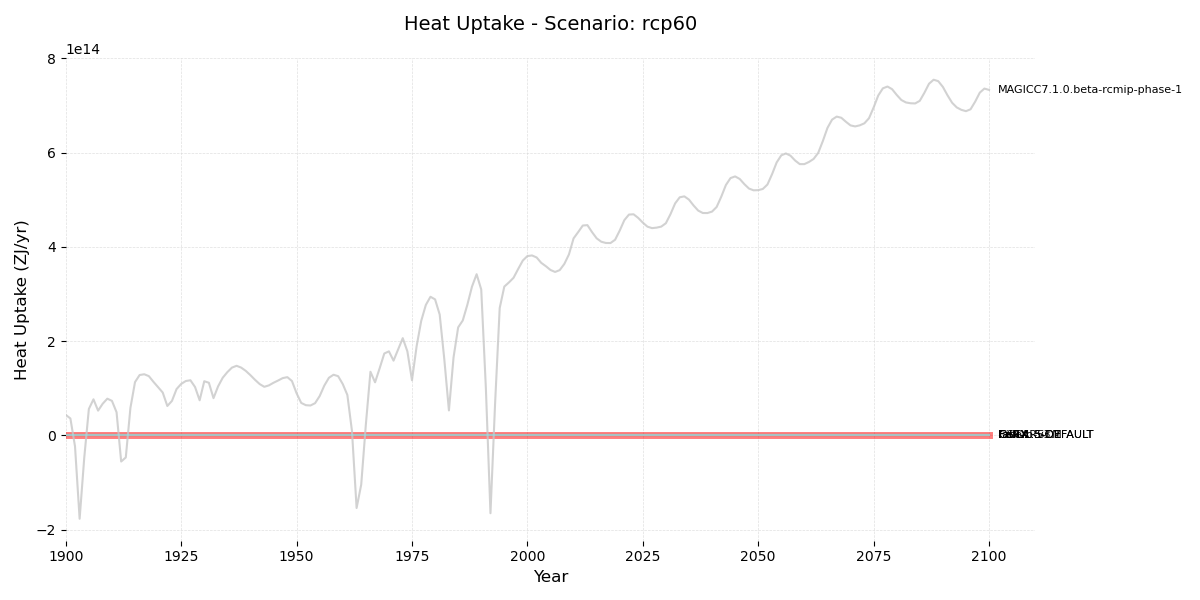 Heat Uptake - Scenario: rcp60
1e14
8
6
4
2
0
−2
Heat Uptake (ZJ/yr)
MAGICC7.1.0.beta-rcmip-phase-1
1900 1925 1950 1975 2000 2025 2050 2075 2100
Year